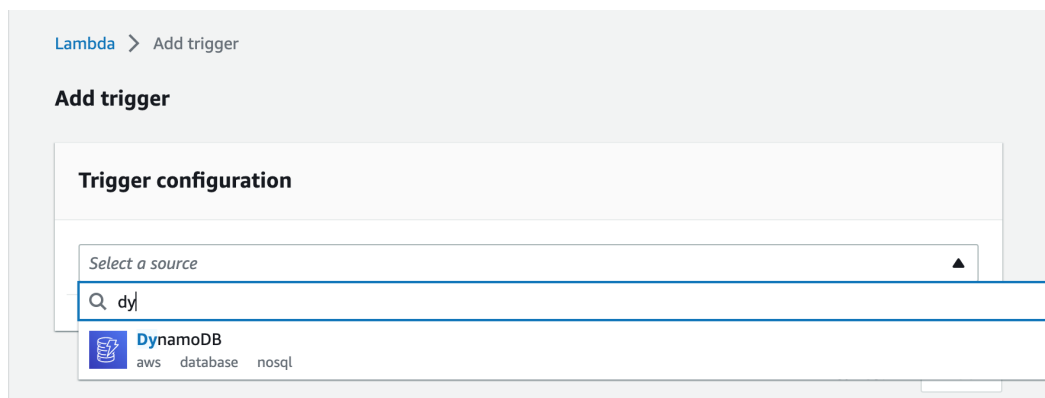 Lambda > Add trigger
Add trigger
Trigger configuration
Select a source
dy
DynamoDB
aws database nosql